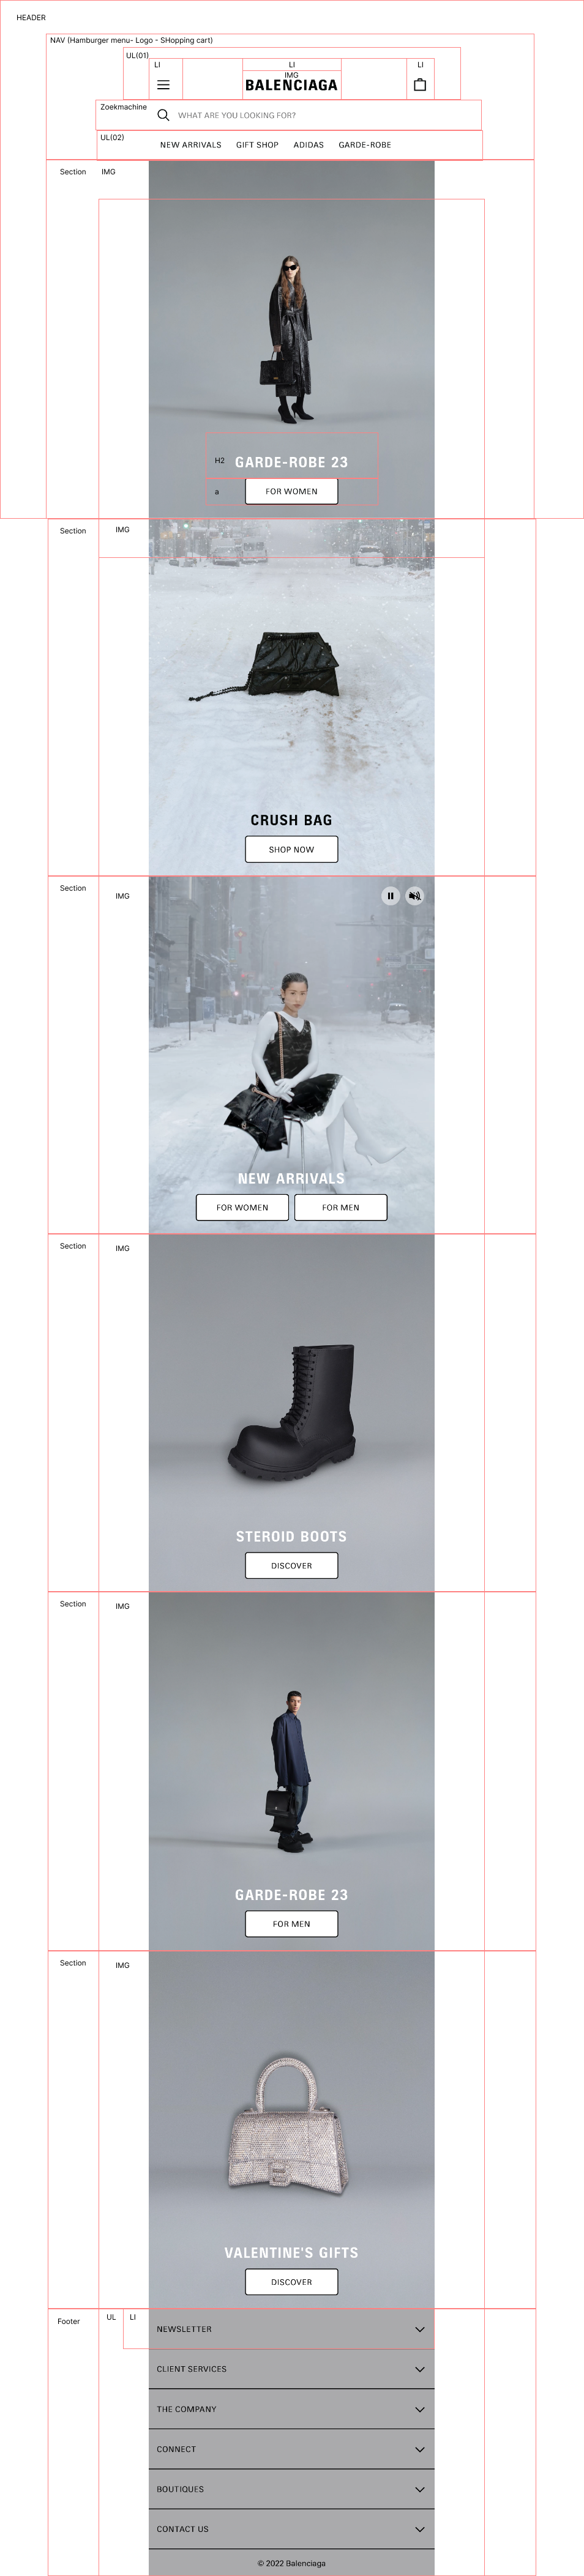 HEADER
NAV (Hamburger menu- Logo - SHopping cart)
UL(01)
LI
LI
LI
IMG
BALENCIAGA
Zoekmachine
WHAT ARE YOU LOOKING FOR?
UL(02)
NEW ARRIVALS GIFT SHOP ADIDAS GARDE-ROBE
Section
IMG
H2
GARDE-ROBE 23
a
FOR WOMEN
Section
IMG
CRUSH BAG
SHOP NOW
Section
IMG
NEW ARRIVALS
FOR WOMEN
FOR MEN
Section
IMG
STEROID BOOTS
DISCOVER
Section
IMG
GARDE-ROBE 23
FOR MEN
Section
IMG
VALENTINE'S GIFTS
DISCOVER
Footer
UL
LI
NEWSLETTER
CLIENT SERVICES
THE COMPANY
CONNECT
BOUTIQUES
CONTACT US
© 2022 Balenciaga